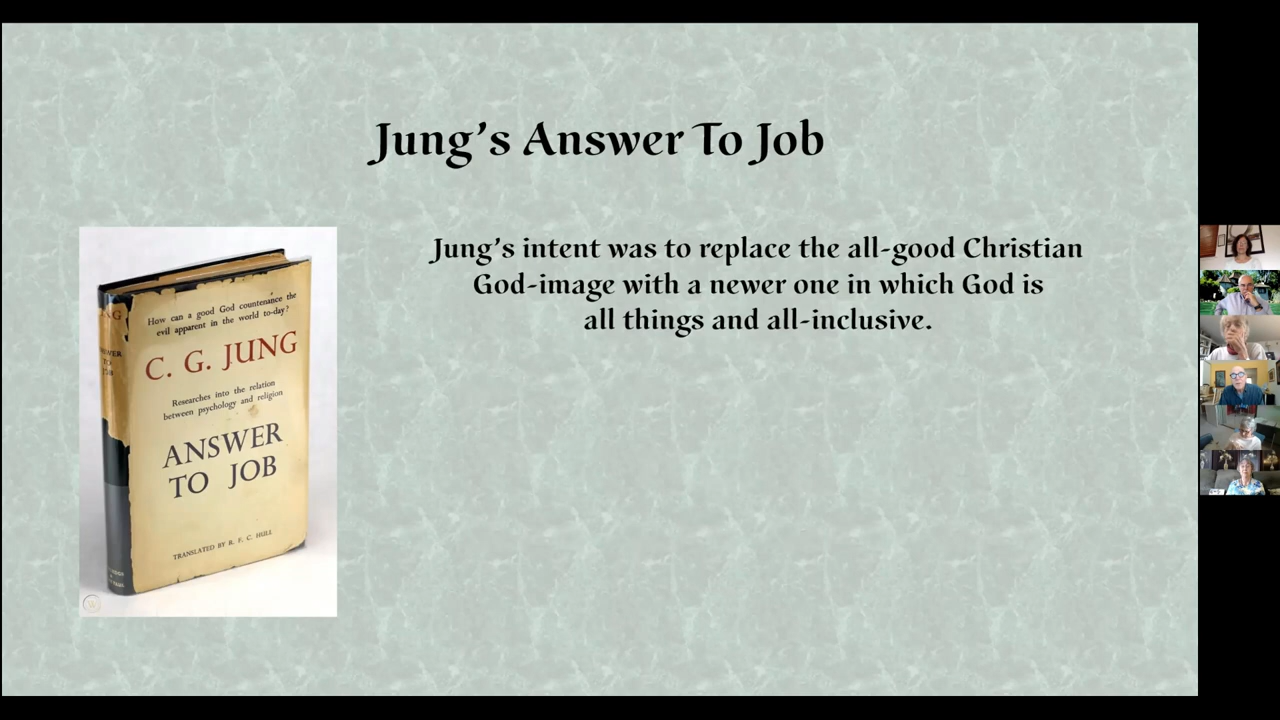 Jung's Answer To Job
Jung's intent was to replace the all-good Christian
God-image with a newer one in which God is
all things and all-inclusive.
How can a good God countenance the
evil apparent in the world to-day?
C. G. JUNG
Researches into the relation
between psychology and religion
ANSWER
TO JOB
TRANSLATED BY R. F. C. HULL